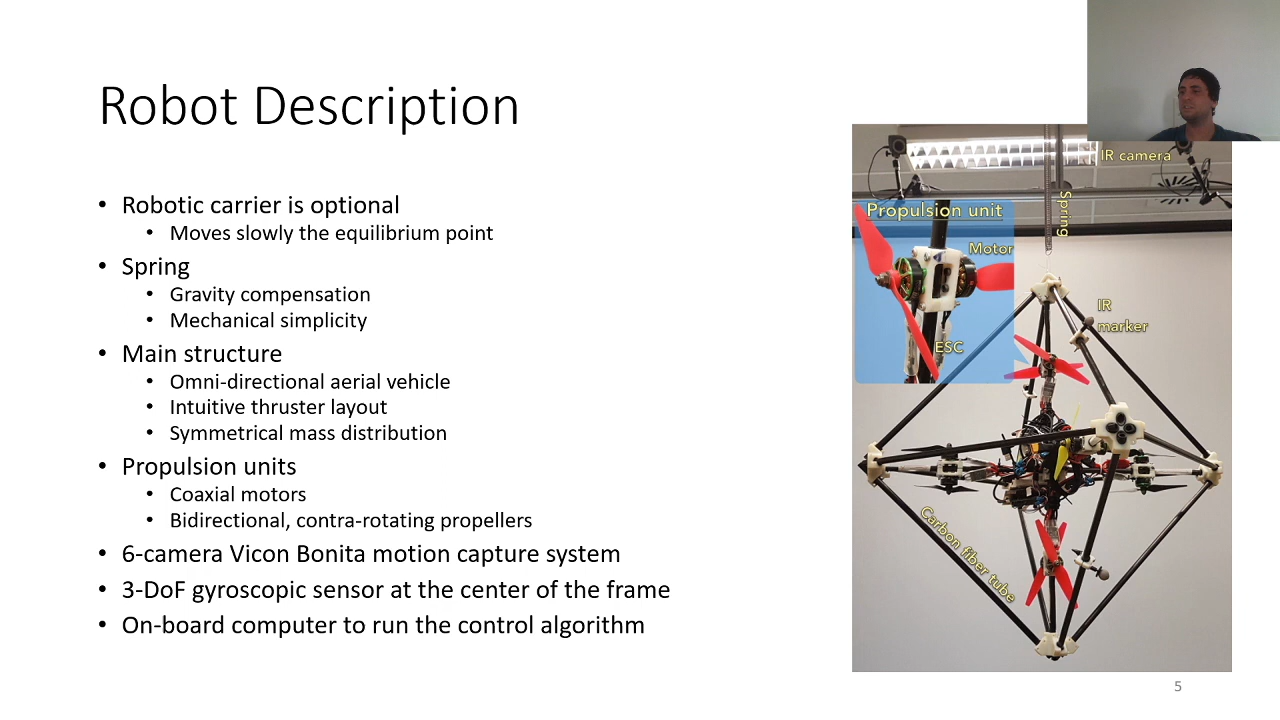 Robot Description
• Robotic carrier is optional
• Moves slowly the equilibrium point
• Spring
• Gravity compensation
• Mechanical simplicity
• Main structure
• Omni-directional aerial vehicle
• Intuitive thruster layout
• Symmetrical mass distribution
• Propulsion units
• Coaxial motors
• Bidirectional, contra-rotating propellers
• 6-camera Vicon Bonita motion capture system
• 3-DoF gyroscopic sensor at the center of the frame
• On-board computer to run the control algorithm
IR camera
Spring
Propulsion unit
Motor
ESC
IR
marker
Carbon fiber tube
5